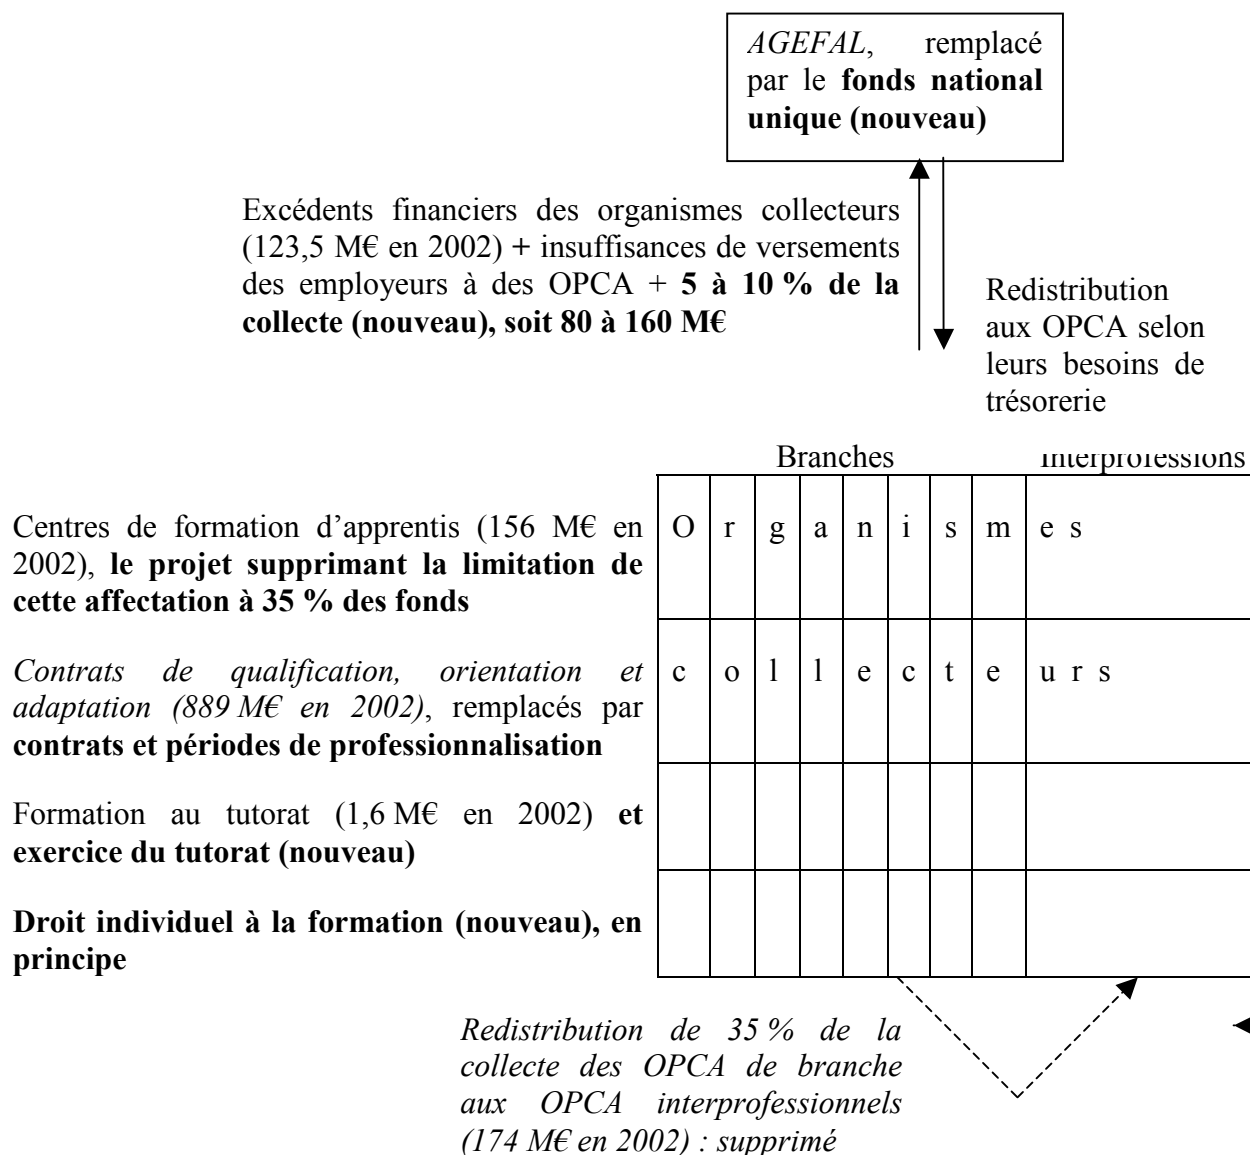 AGEFAL, remplacé
par le fonds national
unique (nouveau)
Excédents financiers des organismes collecteurs
(123,5 M€ en 2002) + insuffisances de versements
des employeurs à des OPCA + 5 à 10 % de la
collecte (nouveau), soit 80 à 160 M€
Redistribution
aux OPCA selon
leurs besoins de
trésorerie
Branches Interprofessions
Centres de formation d’apprentis (156 M€ en
2002), le projet supprimant la limitation de
cette affectation à 35 % des fonds
O r g a n i s m e s
Contrats de qualification, orientation et
adaptation (889 M€ en 2002), remplacés par
contrats et périodes de professionnalisation
c o l l e c t e u r s
Formation au tutorat (1,6 M€ en 2002) et
exercice du tutorat (nouveau)
Droit individuel à la formation (nouveau), en
principe
Redistribution de 35 % de la
collecte des OPCA de branche
aux OPCA interprofessionnels
(174 M€ en 2002) : supprimé